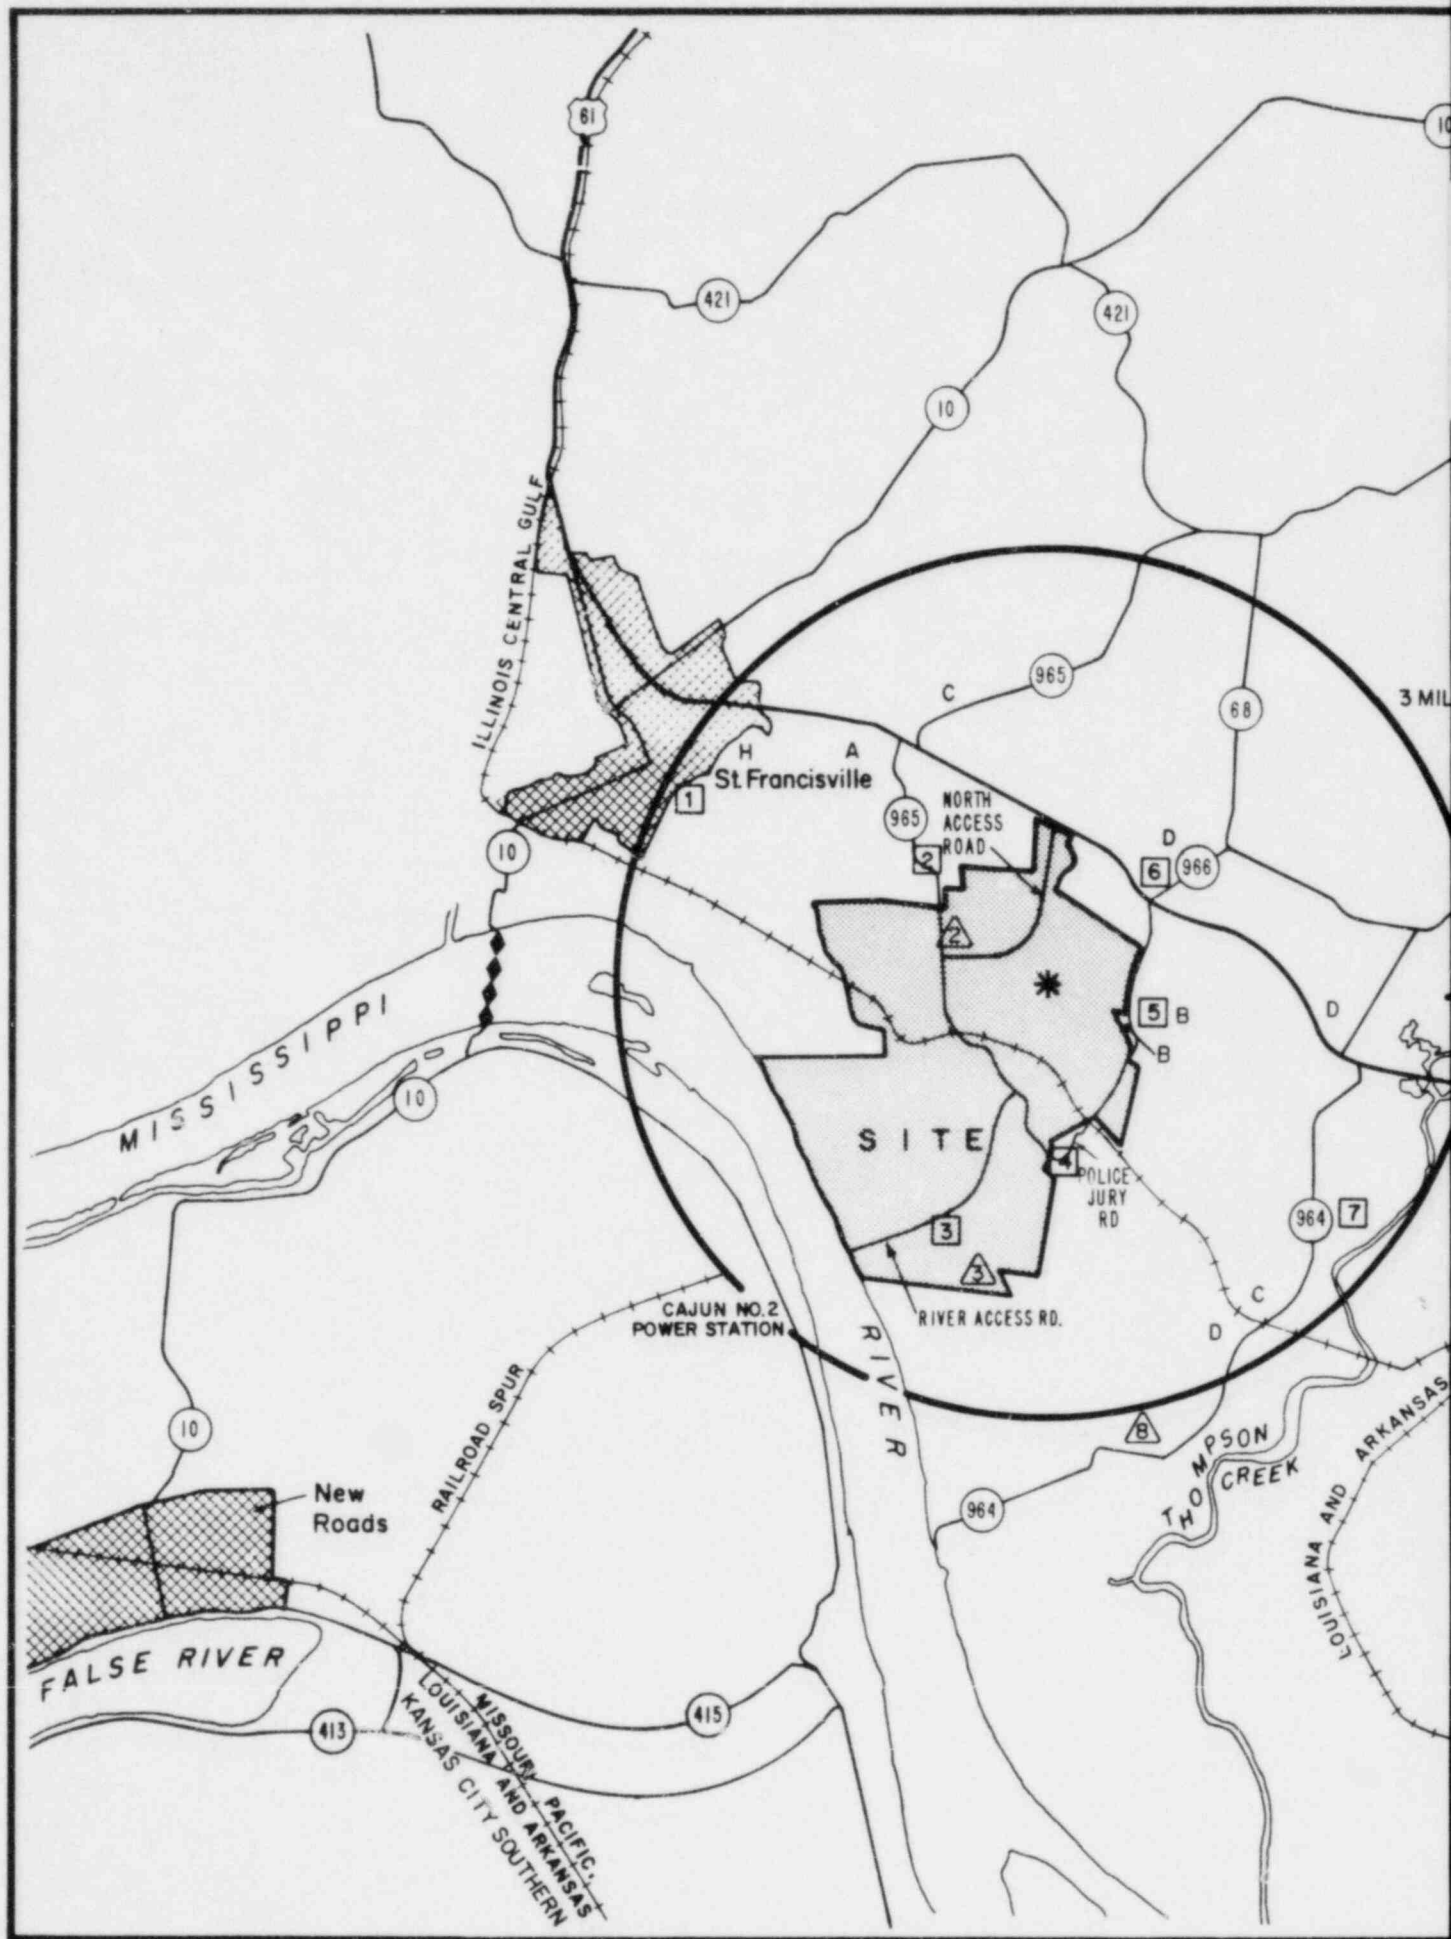 61
10
421
421
10
ILLINOIS CENTRAL GULF
965
C
68
3 MIL
H
A
St. Francisville
1
965
NORTH
ACCESS
ROAD
2
D
6
966
10
2
5
B
B
D
MISSISSIPPI
10
SITE
4
POLICE
JURY
RD
964
7
3
3
CAJUN NO.2
POWER STATION
RIVER ACCESS RD.
C
D
RIVER
10
RAILROAD SPUR
8
THOMPSON
CREEK
LOUISIANA AND ARKANSAS
New
Roads
964
FALSE RIVER
413
415
MISSOURI PACIFIC,
LOUISIANA AND ARKANSAS
KANSAS CITY SOUTHERN